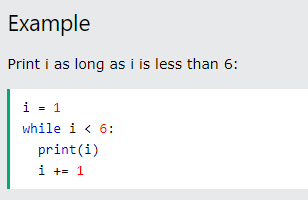 Example
Print i as long as i is less than 6:
i = 1
while i < 6:
  print(i)
  i += 1